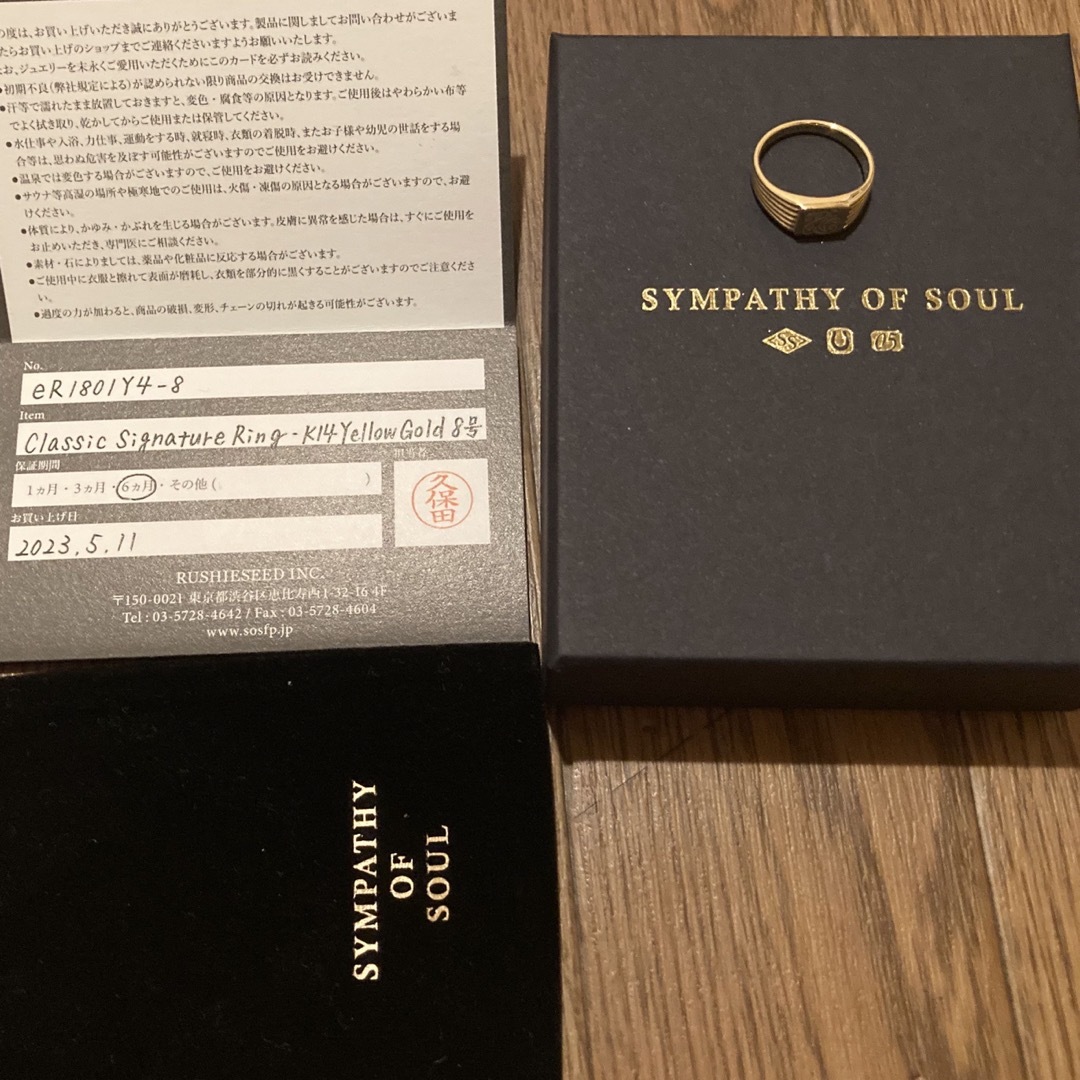 の度は、お買い上げいただき誠にありがとうございます。製品に関しましてお問い合わせがございま
たらお買い上げのショップまでご連絡くださいますようお願いいたします。
お、ジュエリーを末永くご愛用いただくためにこのカードを必ずお読みください。
●初期不良(弊社規定による)が認められない限り商品の交換はお受けできません。
●汗等で濡れたまま放置しておきますと、変色・腐食等の原因となります。ご使用後はやわらかい布等
でよく拭き取り、乾かしてからご使用または保管してください。
●水仕事や入浴、力仕事、運動をする時、就寝時、衣類の着脱時、またお子様や幼児の世話をする場
合等は、思わぬ危害を及ぼす可能性がございますのでご使用をお避けください。
●温泉では変色する場合がございますので、ご使用をお避けください。
●サウナ等高温の場所や極寒地でのご使用は、火傷・凍傷の原因となる場合がございますので、お避
けください。
●体質により、かゆみ・かぶれを生じる場合がございます。皮膚に異常を感じた場合は、すぐにご使用を
お止めいただき、専門医にご相談ください。
●素材・石によりましては、薬品や化粧品に反応する場合がございます。
●ご使用中に衣服と擦れて表面が磨耗し、衣類を部分的に黒くすることがございますのでご注意くださ
い。
●過度の力が加わると、商品の破損、変形、チェーンの切れが起きる可能性がございます。
No.
eR1801Y4-8
Item
Classic Signature Ring - K14 Yellow Gold 8号
保証期間
1ヵ月・3ヵ月・6ヵ月・その他( )
担当者
久保田
お買い上げ日
2023.5.11
RUSHIESEED INC.
〒150-0021 東京都渋谷区恵比寿西1-32-16 4F
Tel : 03-5728-4642 / Fax : 03-5728-4604
www.sosfp.jp
SYMPATHY OF SOUL
SS
15
SYMPATHY
OF
SOUL